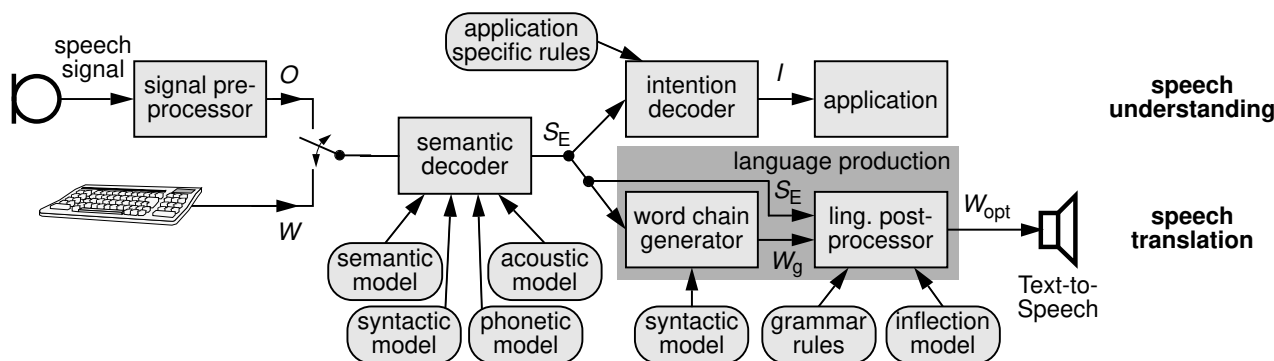 speech
signal
signal pre-
processor
O
W
semantic
decoder
S_E
semantic
model
syntactic
model
phonetic
model
acoustic
model
application
specific rules
intention
decoder
I
application
speech
understanding
language production
S_E
word chain
generator
W_g
ling. post-
processor
W_opt
syntactic
model
grammar
rules
inflection
model
Text-to-
Speech
speech
translation